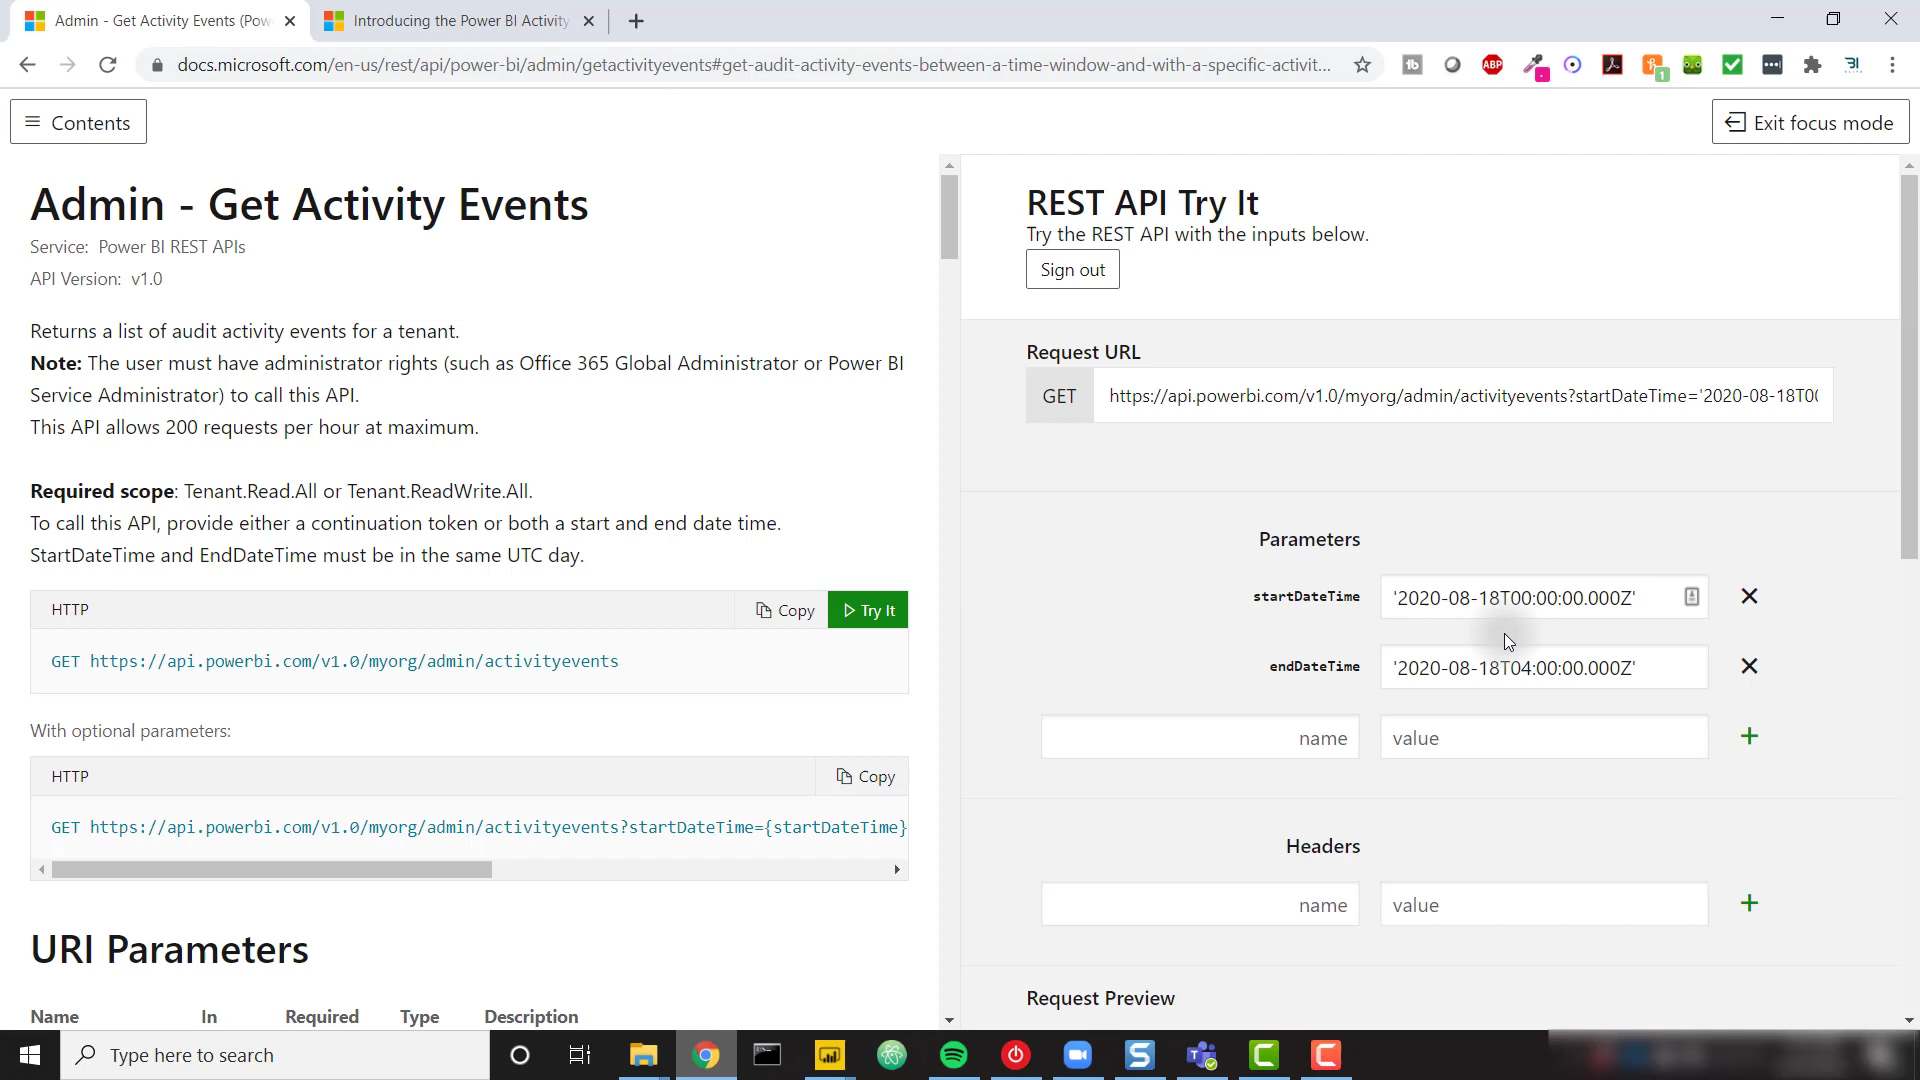 Admin - Get Activity Events (Pow
Introducing the Power BI Activity
docs.microsoft.com/en-us/rest/api/power-bi/admin/getactivityevents#get-audit-activity-events-between-a-time-window-and-with-a-specific-activit...
Contents
Exit focus mode
Admin - Get Activity Events
Service: Power BI REST APIs
API Version: v1.0
Returns a list of audit activity events for a tenant.
Note: The user must have administrator rights (such as Office 365 Global Administrator or Power BI
Service Administrator) to call this API.
This API allows 200 requests per hour at maximum.
Required scope: Tenant.Read.All or Tenant.ReadWrite.All.
To call this API, provide either a continuation token or both a start and end date time.
StartDateTime and EndDateTime must be in the same UTC day.
HTTP
Copy
Try It
GET https://api.powerbi.com/v1.0/myorg/admin/activityevents
With optional parameters:
HTTP
Copy
GET https://api.powerbi.com/v1.0/myorg/admin/activityevents?startDateTime={startDateTime}
URI Parameters
Name In Required Type Description
REST API Try It
Try the REST API with the inputs below.
Sign out
Request URL
GET https://api.powerbi.com/v1.0/myorg/admin/activityevents?startDateTime='2020-08-18T0(
Parameters
startDateTime '2020-08-18T00:00:00.000Z'
endDateTime '2020-08-18T04:00:00.000Z'
name value
Headers
name value
Request Preview
Type here to search